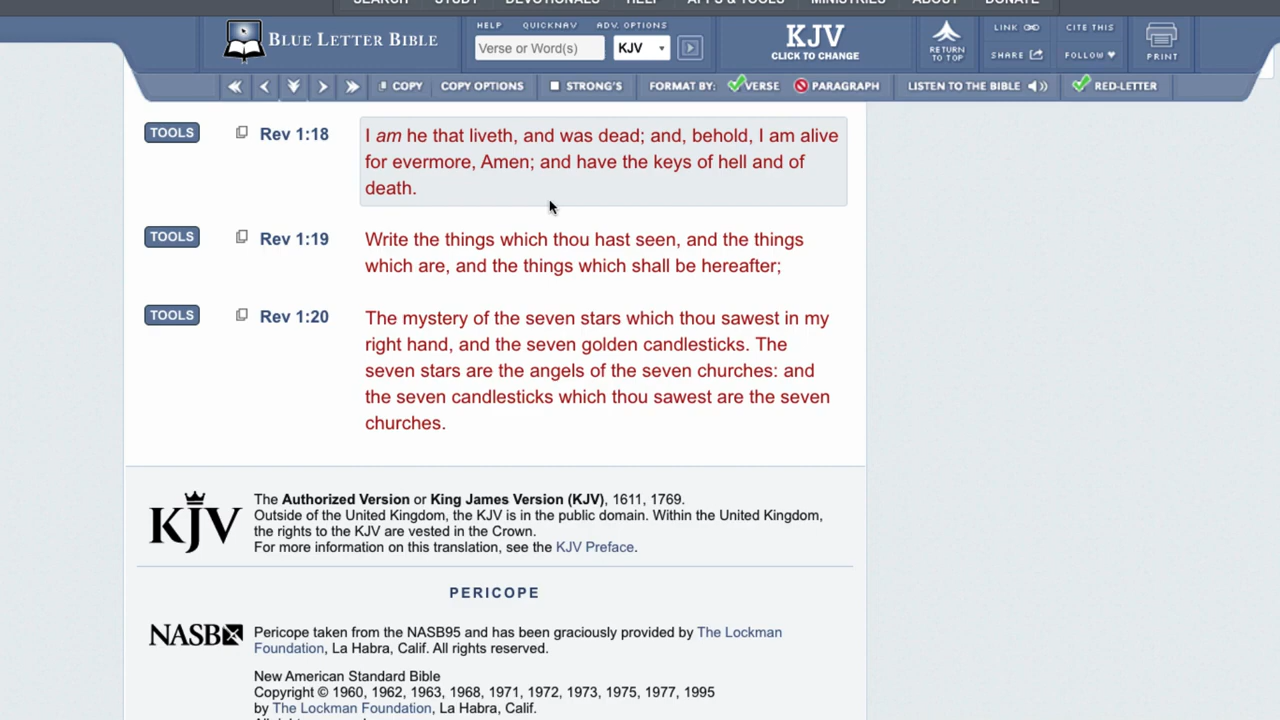 SEARCH STUDY DEVOTIONALS HELP APPS & TOOLS MINISTRIES ABOUT DONATE
BLUE LETTER BIBLE
HELP QUICKNAV ADV. OPTIONS
Verse or Word(s) KJV
KJV
CLICK TO CHANGE
RETURN
TO TOP
LINK
SHARE
CITE THIS
FOLLOW
PRINT
COPY COPY OPTIONS STRONG'S FORMAT BY: VERSE PARAGRAPH LISTEN TO THE BIBLE RED-LETTER
TOOLS Rev 1:18 I am he that liveth, and was dead; and, behold, I am alive
for evermore, Amen; and have the keys of hell and of
death.
TOOLS Rev 1:19 Write the things which thou hast seen, and the things
which are, and the things which shall be hereafter;
TOOLS Rev 1:20 The mystery of the seven stars which thou sawest in my
right hand, and the seven golden candlesticks. The
seven stars are the angels of the seven churches: and
the seven candlesticks which thou sawest are the seven
churches.
KJV
The Authorized Version or King James Version (KJV), 1611, 1769.
Outside of the United Kingdom, the KJV is in the public domain. Within the United Kingdom,
the rights to the KJV are vested in the Crown.
For more information on this translation, see the KJV Preface.
PERICOPE
NASB
Pericope taken from the NASB95 and has been graciously provided by The Lockman
Foundation, La Habra, Calif. All rights reserved.
New American Standard Bible
Copyright © 1960, 1962, 1963, 1968, 1971, 1972, 1973, 1975, 1977, 1995
by The Lockman Foundation, La Habra, Calif.